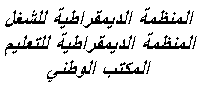 المنظمة الديمقراطية للشغل
المنظمة الديمقراطية للتعليم
المكتب الوطني